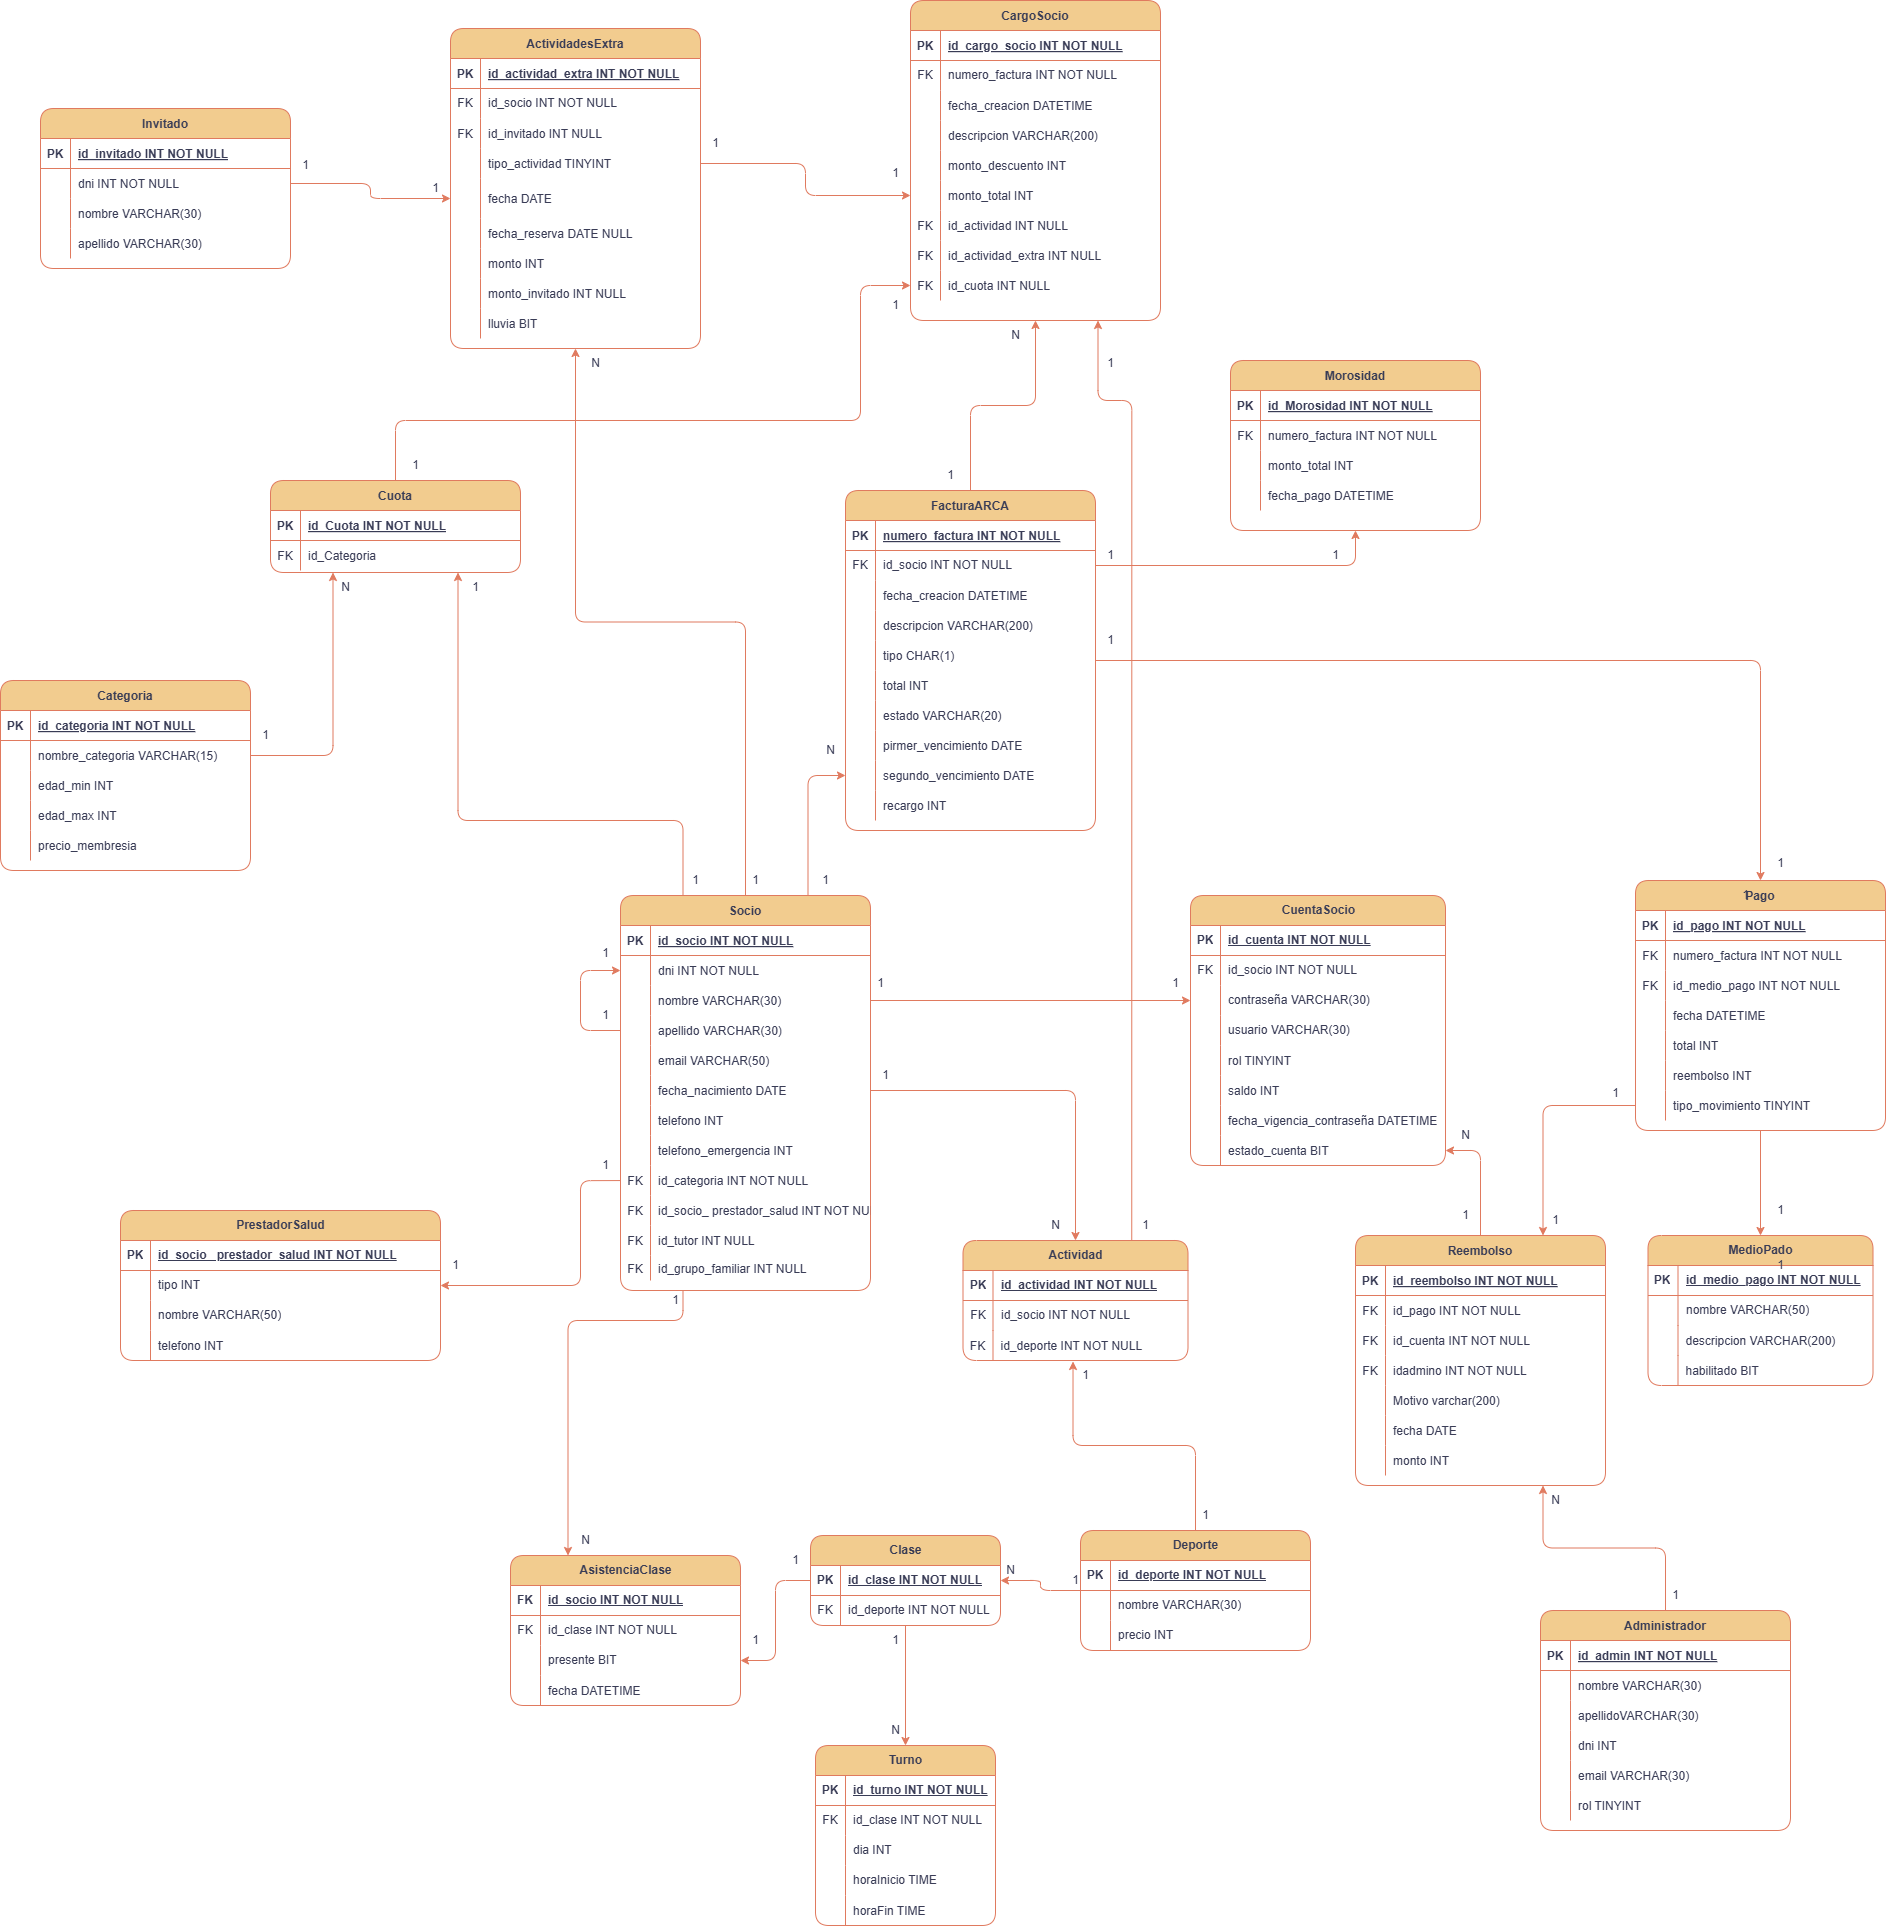 CargoSocio
PK id_cargo_socio INT NOT NULL
FK numero_factura INT NOT NULL
fecha_creacion DATETIME
descripcion VARCHAR(200)
monto_descuento INT
monto_total INT
FK id_actividad INT NULL
FK id_actividad_extra INT NULL
FK id_cuota INT NULL
ActividadesExtra
PK id_actividad_extra INT NOT NULL
FK id_socio INT NOT NULL
FK id_invitado INT NULL
tipo_actividad TINYINT
fecha DATE
fecha_reserva DATE NULL
monto INT
monto_invitado INT NULL
lluvia BIT
Invitado
PK id_invitado INT NOT NULL
dni INT NOT NULL
nombre VARCHAR(30)
apellido VARCHAR(30)
1
1
1
1
1
N
1
N
Morosidad
PK id_Morosidad INT NOT NULL
FK numero_factura INT NOT NULL
monto_total INT
fecha_pago DATETIME
1
1
Cuota
PK id_Cuota INT NOT NULL
FK id_Categoria
N
1
FacturaARCA
PK numero_factura INT NOT NULL
FK id_socio INT NOT NULL
fecha_creacion DATETIME
descripcion VARCHAR(200)
tipo CHAR(1)
total INT
estado VARCHAR(20)
pirmer_vencimiento DATE
segundo_vencimiento DATE
recargo INT
1
1
1
N
Categoria
PK id_categoria INT NOT NULL
nombre_categoria VARCHAR(15)
edad_min INT
edad_max INT
precio_membresia
1
1
1
1
1
Socio
PK id_socio INT NOT NULL
dni INT NOT NULL
nombre VARCHAR(30)
apellido VARCHAR(30)
email VARCHAR(50)
fecha_nacimiento DATE
telefono INT
telefono_emergencia INT
FK id_categoria INT NOT NULL
FK id_socio_ prestador_salud INT NOT NU
FK id_tutor INT NULL
FK id_grupo_familiar INT NULL
1
1
1
1
1
1
CuentaSocio
PK id_cuenta INT NOT NULL
FK id_socio INT NOT NULL
contraseña VARCHAR(30)
usuario VARCHAR(30)
rol TINYINT
saldo INT
fecha_vigencia_contraseña DATETIME
estado_cuenta BIT
N
1
1Pago
PK id_pago INT NOT NULL
FK numero_factura INT NOT NULL
FK id_medio_pago INT NOT NULL
fecha DATETIME
total INT
reembolso INT
tipo_movimiento TINYINT
1
1
1
PrestadorSalud
PK id_socio_ prestador_salud INT NOT NULL
tipo INT
nombre VARCHAR(50)
telefono INT
1
1
N
1
Actividad
PK id_actividad INT NOT NULL
FK id_socio INT NOT NULL
FK id_deporte INT NOT NULL
1
Reembolso
PK id_reembolso INT NOT NULL
FK id_pago INT NOT NULL
FK id_cuenta INT NOT NULL
FK idadmino INT NOT NULL
Motivo varchar(200)
fecha DATE
monto INT
MedioPado
1
PK id_medio_pago INT NOT NULL
nombre VARCHAR(50)
descripcion VARCHAR(200)
habilitado BIT
N
1
N
AsistenciaClase
FK id_socio INT NOT NULL
FK id_clase INT NOT NULL
presente BIT
fecha DATETIME
1
1
Clase
PK id_clase INT NOT NULL
FK id_deporte INT NOT NULL
N
1
1
Deporte
PK id_deporte INT NOT NULL
nombre VARCHAR(30)
precio INT
1
1
N
Administrador
PK id_admin INT NOT NULL
nombre VARCHAR(30)
apellidoVARCHAR(30)
dni INT
email VARCHAR(30)
rol TINYINT
Turno
PK id_turno INT NOT NULL
FK id_clase INT NOT NULL
dia INT
horaInicio TIME
horaFin TIME